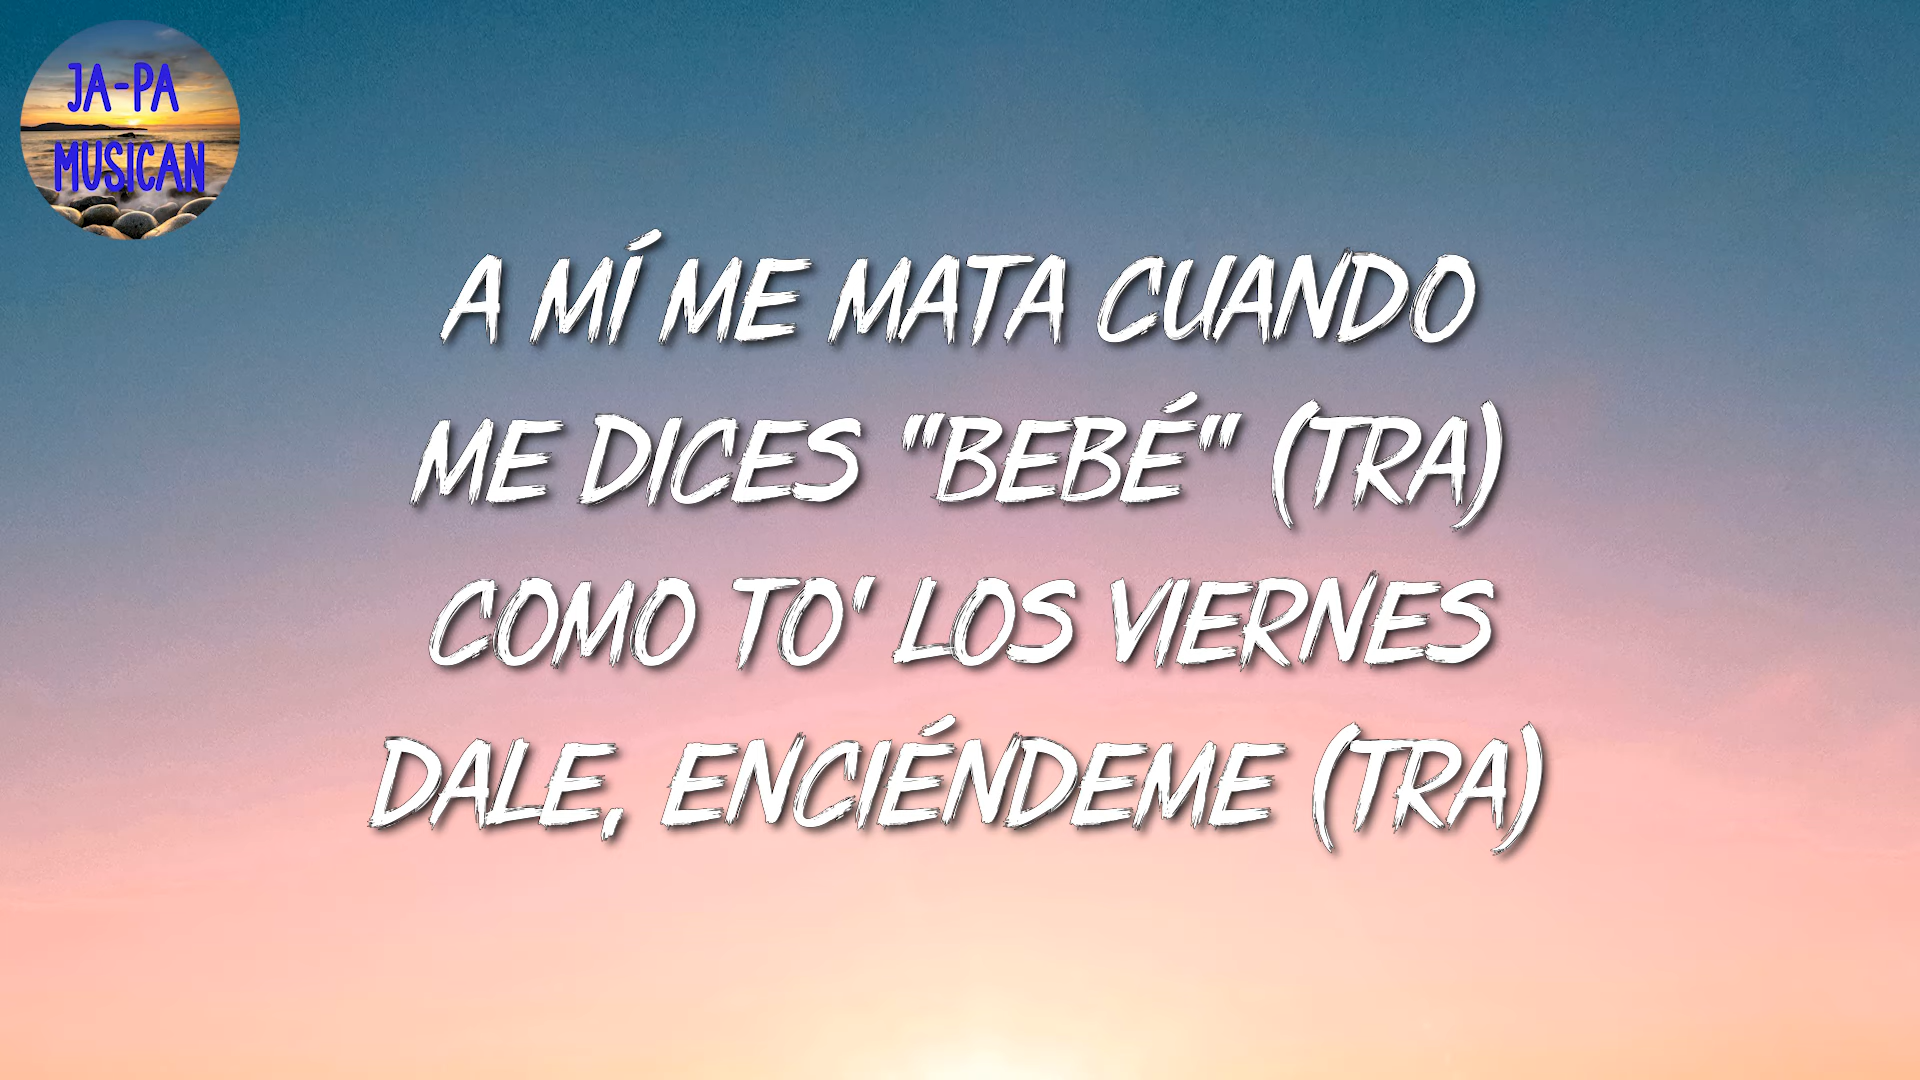 JA-PA
MUSICAN
A MÍ ME MATA CUANDO
ME DICES "BEBÉ" (TRA)
COMO TO' LOS VIERNES
DALE, ENCIÉNDEME (TRA)